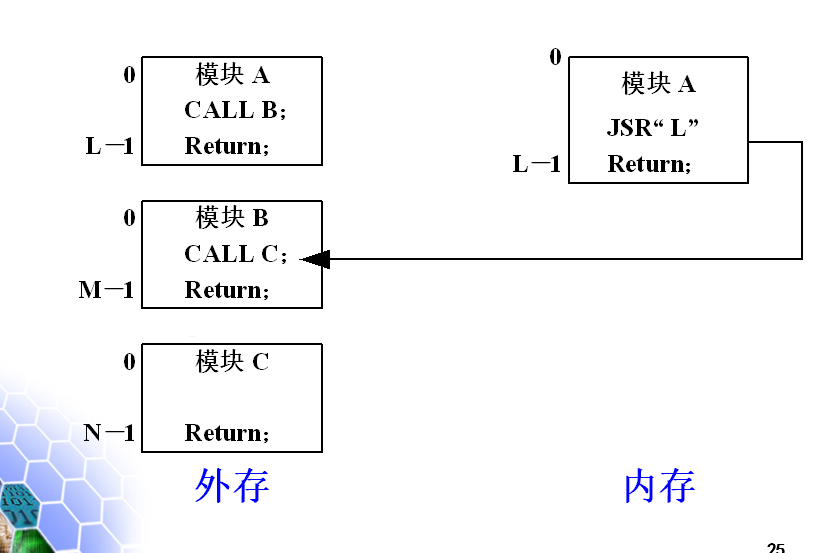 0
模块 A
CALL B；
L－1
Return；
0
模块 B
CALL C；
M－1
Return；
0
模块 C
N－1
Return；
外存
0
模块 A
JSR“ L”
L－1
Return；
内存
25